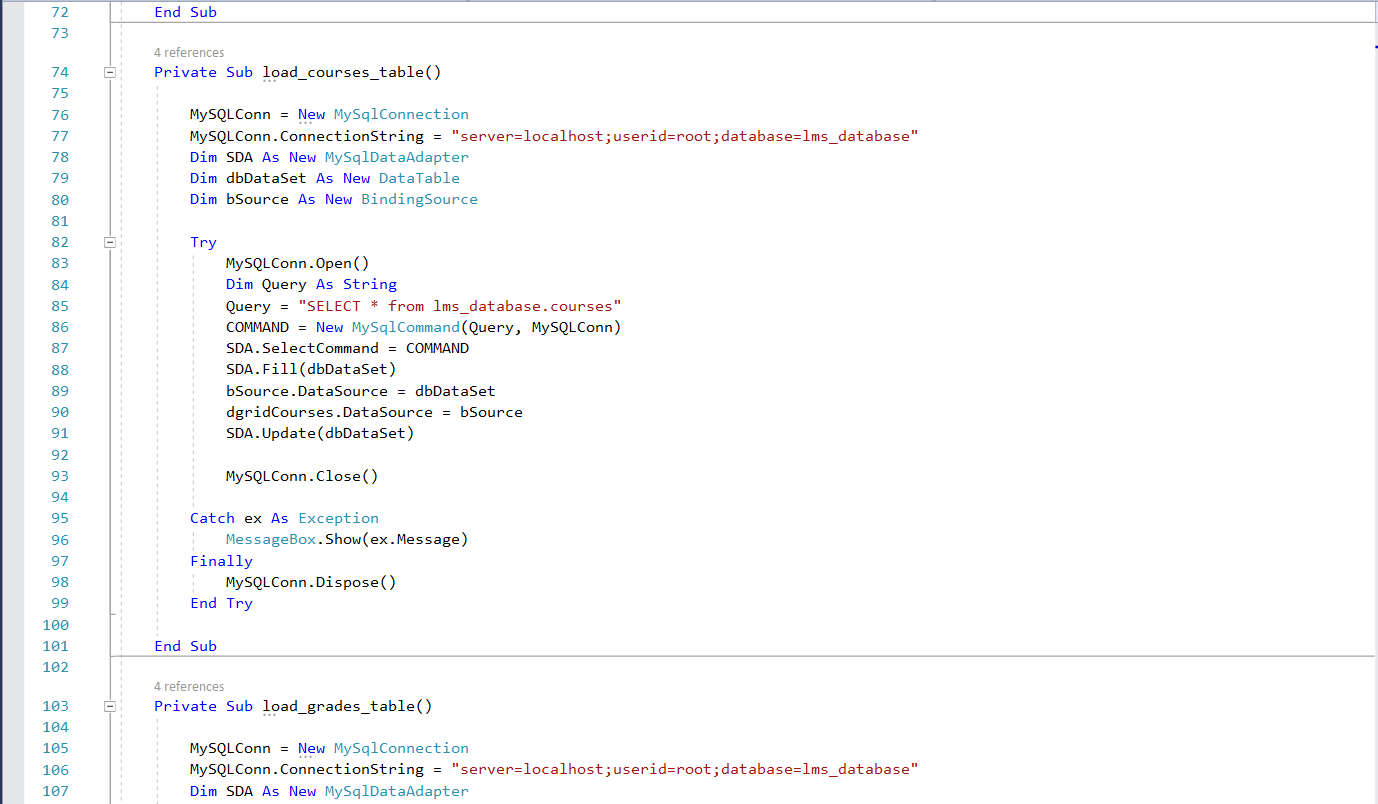 72 End Sub
73
4 references
74 Private Sub load_courses_table()
75
76 MySQLConn = New MySqlConnection
77 MySQLConn.ConnectionString = "server=localhost;userid=root;database=lms_database"
78 Dim SDA As New MySqlDataAdapter
79 Dim dbDataSet As New DataTable
80 Dim bSource As New BindingSource
81
82 Try
83 MySQLConn.Open()
84 Dim Query As String
85 Query = "SELECT * from lms_database.courses"
86 COMMAND = New MySqlCommand(Query, MySQLConn)
87 SDA.SelectCommand = COMMAND
88 SDA.Fill(dbDataSet)
89 bSource.DataSource = dbDataSet
90 dgridCourses.DataSource = bSource
91 SDA.Update(dbDataSet)
92
93 MySQLConn.Close()
94
95 Catch ex As Exception
96 MessageBox.Show(ex.Message)
97 Finally
98 MySQLConn.Dispose()
99 End Try
100
101 End Sub
102
4 references
103 Private Sub load_grades_table()
104
105 MySQLConn = New MySqlConnection
106 MySQLConn.ConnectionString = "server=localhost;userid=root;database=lms_database"
107 Dim SDA As New MySqlDataAdapter